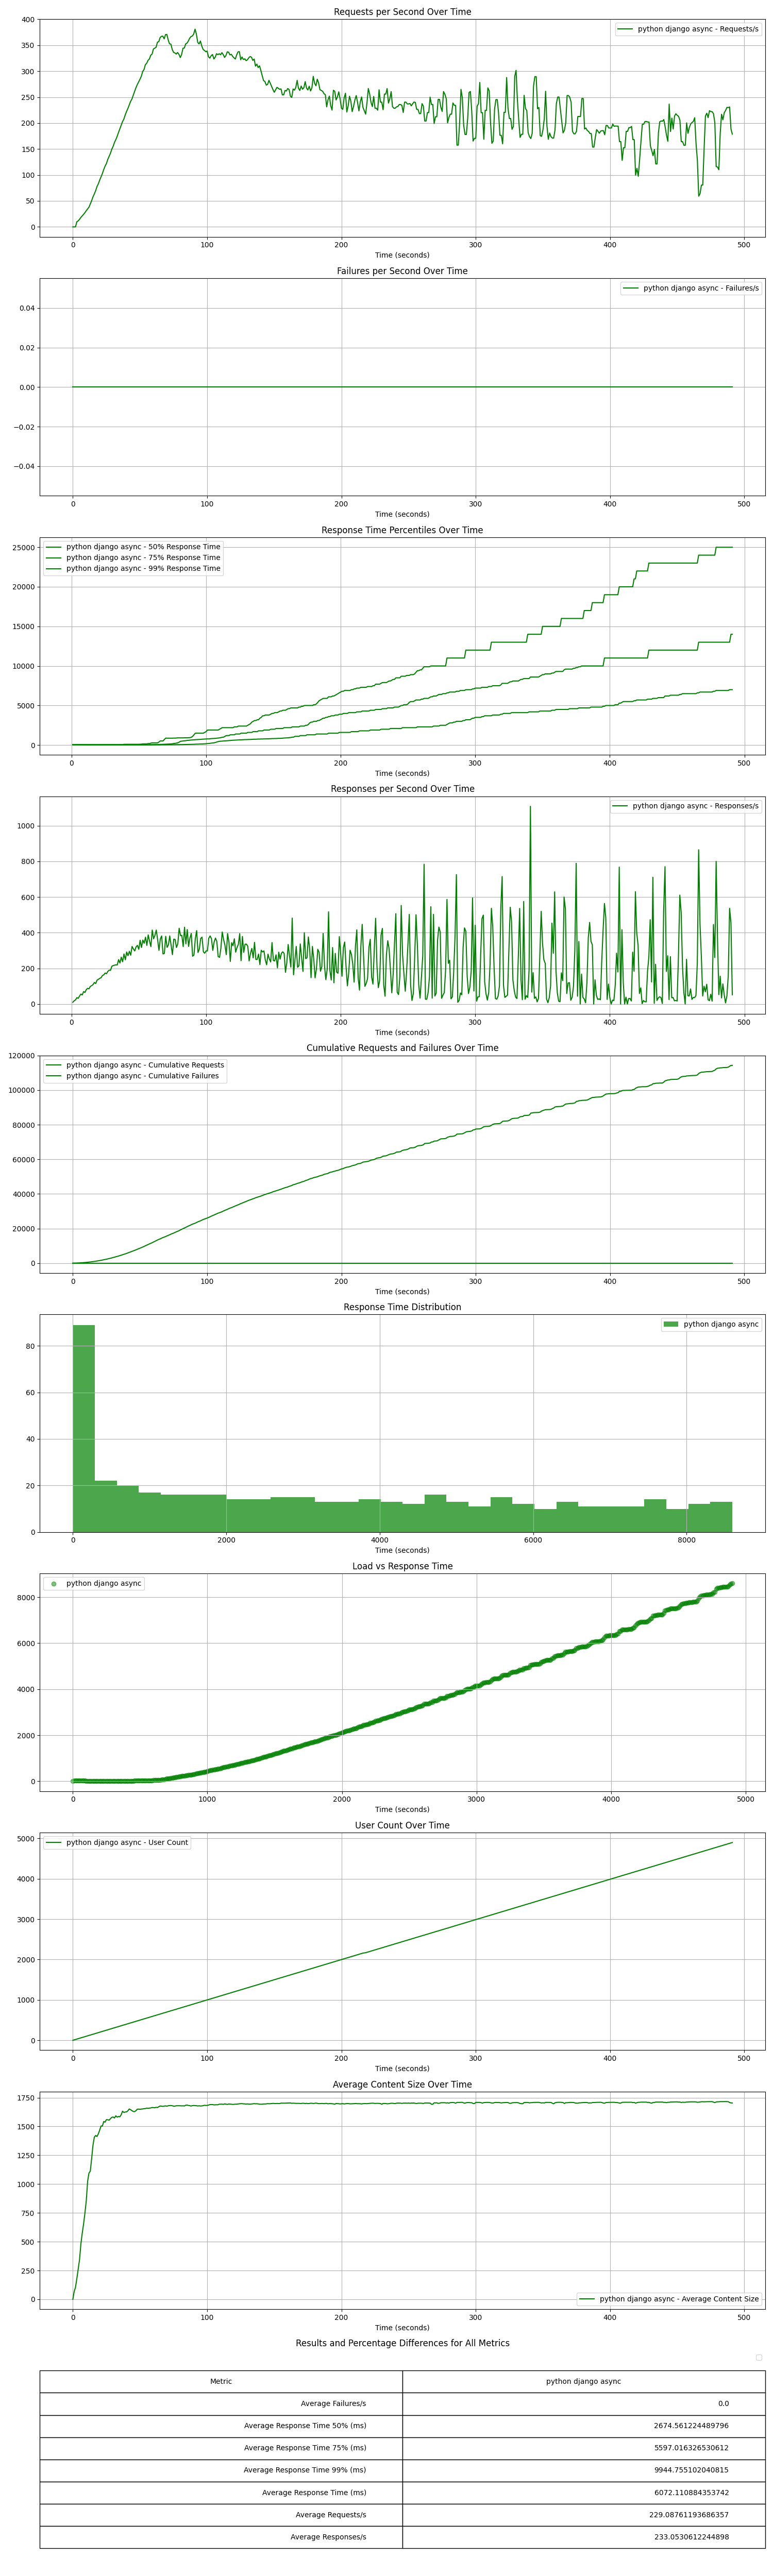 Requests per Second Over Time
python django async - Requests/s
400
350
300
250
200
150
100
50
0
0 100 200 300 400 500
Time (seconds)
Failures per Second Over Time
python django async - Failures/s
0.04
0.02
0.00
−0.02
−0.04
0 100 200 300 400 500
Time (seconds)
Response Time Percentiles Over Time
python django async - 50% Response Time
python django async - 75% Response Time
python django async - 99% Response Time
25000
20000
15000
10000
5000
0
0 100 200 300 400 500
Time (seconds)
Responses per Second Over Time
python django async - Responses/s
1000
800
600
400
200
0
0 100 200 300 400 500
Time (seconds)
Cumulative Requests and Failures Over Time
python django async - Cumulative Requests
python django async - Cumulative Failures
120000
100000
80000
60000
40000
20000
0
0 100 200 300 400 500
Time (seconds)
Response Time Distribution
python django async
80
60
40
20
0
0 2000 4000 6000 8000
Time (seconds)
Load vs Response Time
python django async
8000
6000
4000
2000
0
0 1000 2000 3000 4000 5000
Time (seconds)
User Count Over Time
python django async - User Count
5000
4000
3000
2000
1000
0
0 100 200 300 400 500
Time (seconds)
Average Content Size Over Time
1750
1500
1250
1000
750
500
250
0
python django async - Average Content Size
0 100 200 300 400 500
Time (seconds)
Results and Percentage Differences for All Metrics
Metric python django async
Average Failures/s 0.0
Average Response Time 50% (ms) 2674.561224489796
Average Response Time 75% (ms) 5597.016326530612
Average Response Time 99% (ms) 9944.755102040815
Average Response Time (ms) 6072.110884353742
Average Requests/s 229.08761193686357
Average Responses/s 233.0530612244898